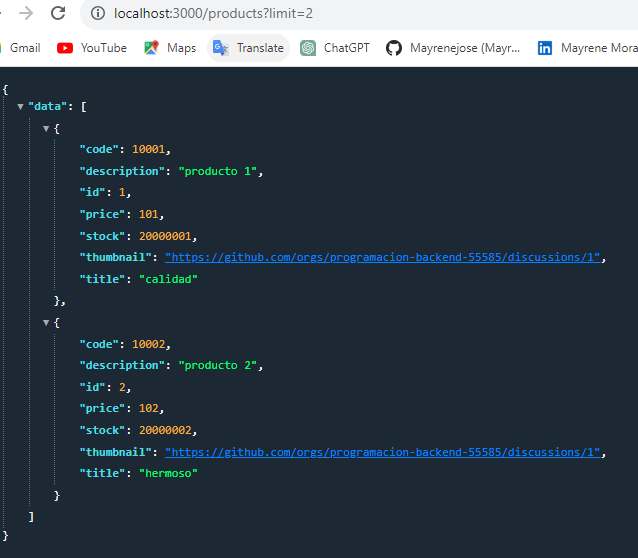 localhost:3000/products?limit=2
Gmail YouTube Maps Translate ChatGPT Mayrenejose (Mayr... Mayrene Mora
{
"data": [
{
"code": 10001,
"description": "producto 1",
"id": 1,
"price": 101,
"stock": 20000001,
"thumbnail": "https://github.com/orgs/programacion-backend-55585/discussions/1",
"title": "calidad"
},
{
"code": 10002,
"description": "producto 2",
"id": 2,
"price": 102,
"stock": 20000002,
"thumbnail": "https://github.com/orgs/programacion-backend-55585/discussions/1",
"title": "hermoso"
}
]
}